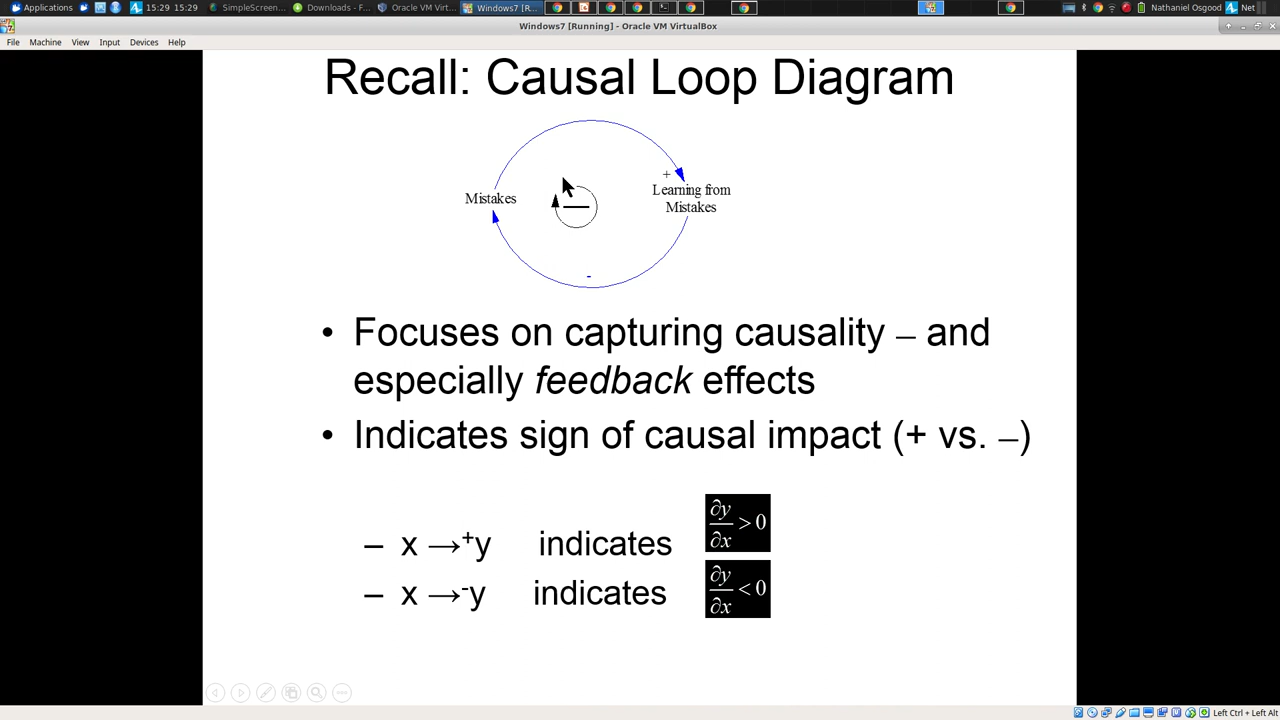 Applications 15:29 15:29 SimpleScreen... Downloads - F... Oracle VM Virt... Windows7 [R... Nathaniel Osgood Net
Windows7 [Running] - Oracle VM VirtualBox
File Machine View Input Devices Help
Recall: Causal Loop Diagram
+
Mistakes
Learning from
Mistakes
-
• Focuses on capturing causality – and
especially feedback effects
• Indicates sign of causal impact (+ vs. –)
– x →⁺y indicates ∂y/∂x > 0
– x →⁻y indicates ∂y/∂x < 0
Left Ctrl + Left Alt